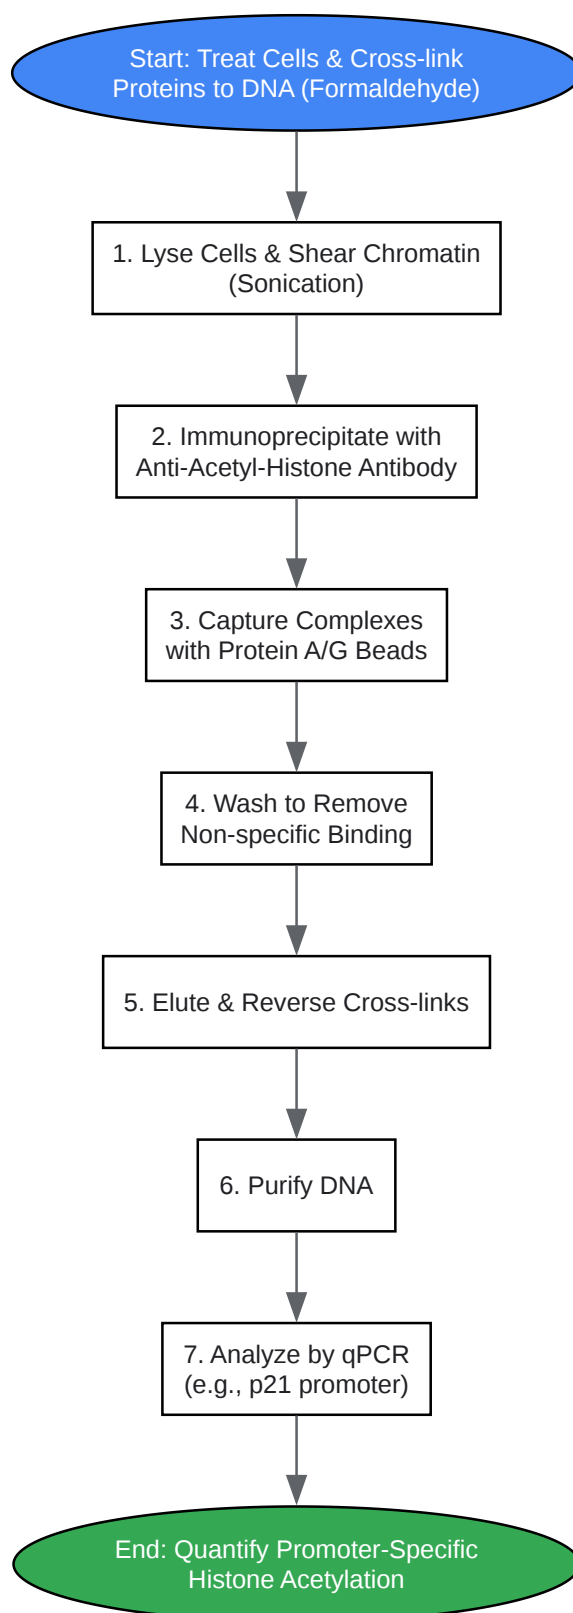 Start: Treat Cells & Cross-link
Proteins to DNA (Formaldehyde)
1. Lyse Cells & Shear Chromatin
(Sonication)
2. Immunoprecipitate with
Anti-Acetyl-Histone Antibody
3. Capture Complexes
with Protein A/G Beads
4. Wash to Remove
Non-specific Binding
5. Elute & Reverse Cross-links
6. Purify DNA
7. Analyze by qPCR
(e.g., p21 promoter)
End: Quantify Promoter-Specific
Histone Acetylation